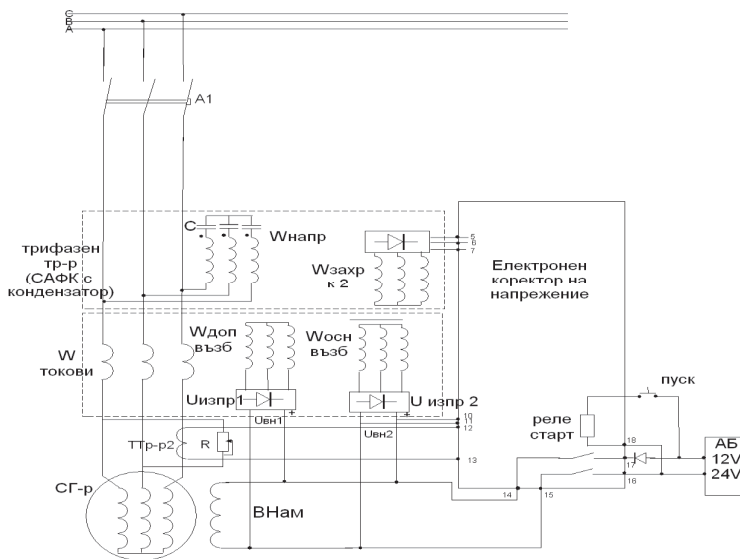 C
B
A
A1
трифазен
тр-р
(САФК с
кондензатор)
C
Wнапр
Wзахр
к 2
5
6
7
Електронен
коректор на
напрежение
W
токови
Wдоп
възб
Wосн
възб
Uизпр1
U изпр 2
+
+
Uвн1
Uвн2
10
11
12
13
ТТр-р2
R
СГ-р
ВНам
пуск
реле
старт
18
17
16
14
15
АБ
12V
24V